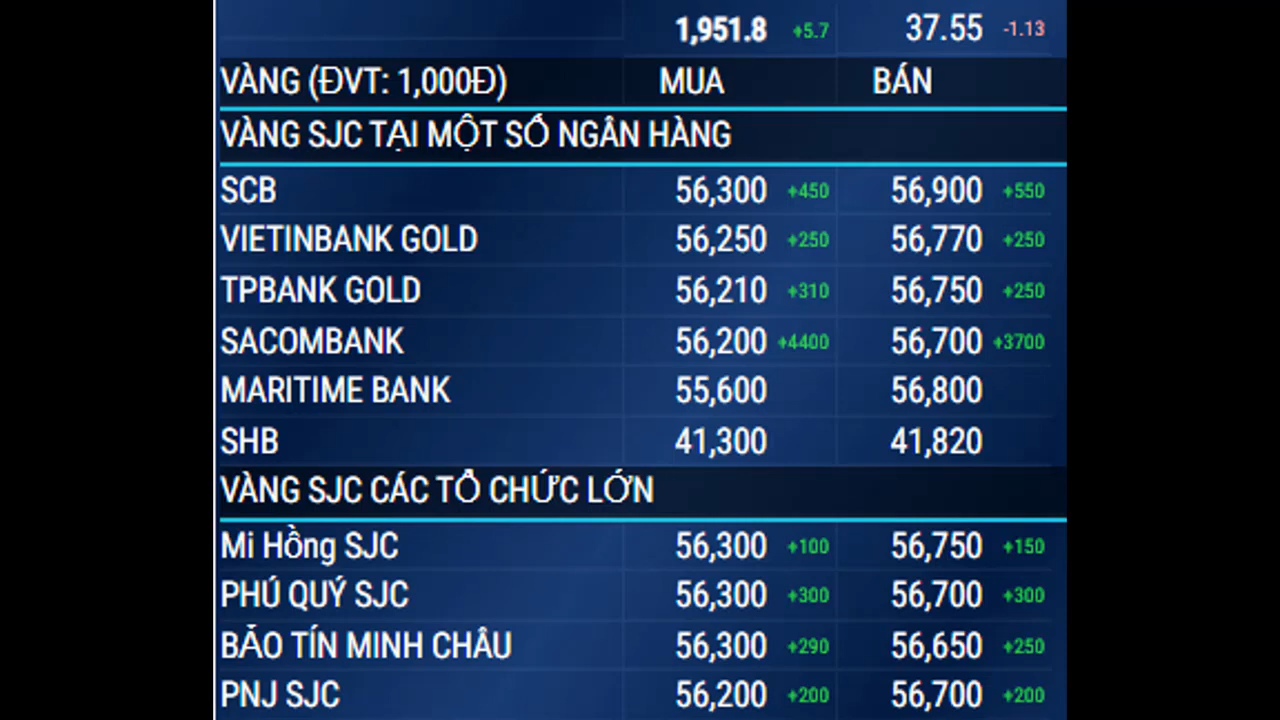 1,951.8 +5.7 37.55 -1.13
VÀNG (ĐVT: 1,000Đ) MUA BÁN
VÀNG SJC TẠI MỘT SỐ NGÂN HÀNG
SCB 56,300 +450 56,900 +550
VIETINBANK GOLD 56,250 +250 56,770 +250
TPBANK GOLD 56,210 +310 56,750 +250
SACOMBANK 56,200 +4400 56,700 +3700
MARITIME BANK 55,600 56,800
SHB 41,300 41,820
VÀNG SJC CÁC TỔ CHỨC LỚN
Mi Hồng SJC 56,300 +100 56,750 +150
PHÚ QUÝ SJC 56,300 +300 56,700 +300
BẢO TÍN MINH CHÂU 56,300 +290 56,650 +250
PNJ SJC 56,200 +200 56,700 +200